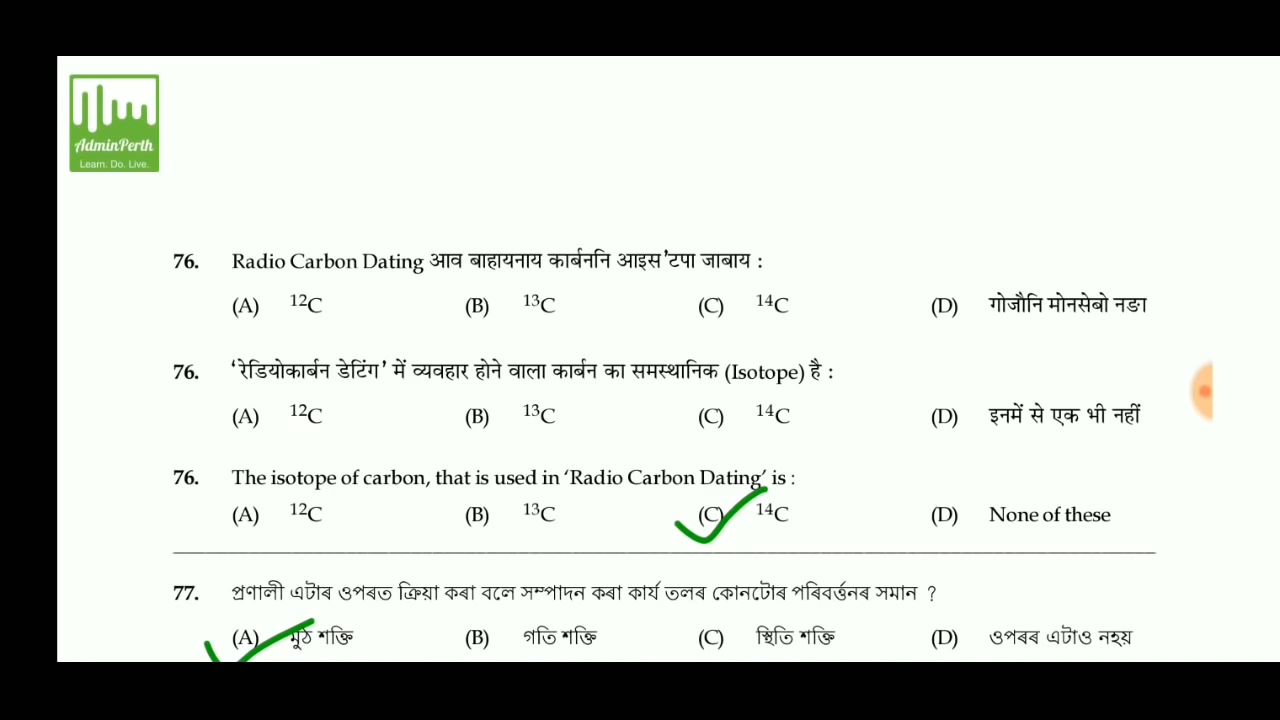 AdminPerth
Learn. Do. Live.
76. Radio Carbon Dating आव बाहायनाय कार्बननि आइस'टपा जाबाय :
(A) ¹²C (B) ¹³C (C) ¹⁴C (D) गोजौनि मोनसेबो नङा
76. 'रेडियोकार्बन डेटिंग' में व्यवहार होने वाला कार्बन का समस्थानिक (Isotope) है :
(A) ¹²C (B) ¹³C (C) ¹⁴C (D) इनमें से एक भी नहीं
76. The isotope of carbon, that is used in 'Radio Carbon Dating' is :
(A) ¹²C (B) ¹³C (C) ¹⁴C (D) None of these
77. প্ৰণালী এটাৰ ওপৰত ক্ৰিয়া কৰা বলে সম্পাদন কৰা কাৰ্য তলৰ কোনটোৰ পৰিবৰ্ত্তনৰ সমান ?
(A) মুঠ শক্তি (B) গতি শক্তি (C) স্থিতি শক্তি (D) ওপৰৰ এটাও নহয়